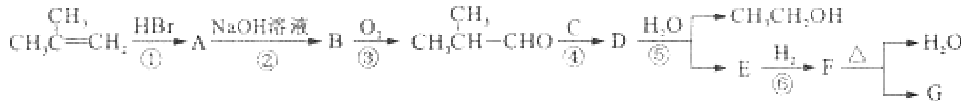 CH₃
CH₃C=CH₂ HBr ① A NaOH溶液 ② B O₂ ③ CH₃CH—CHO C ④ D H₂O ⑤ CH₃CH₂OH
CH₃
E H₂ ⑥ F △ H₂O
G